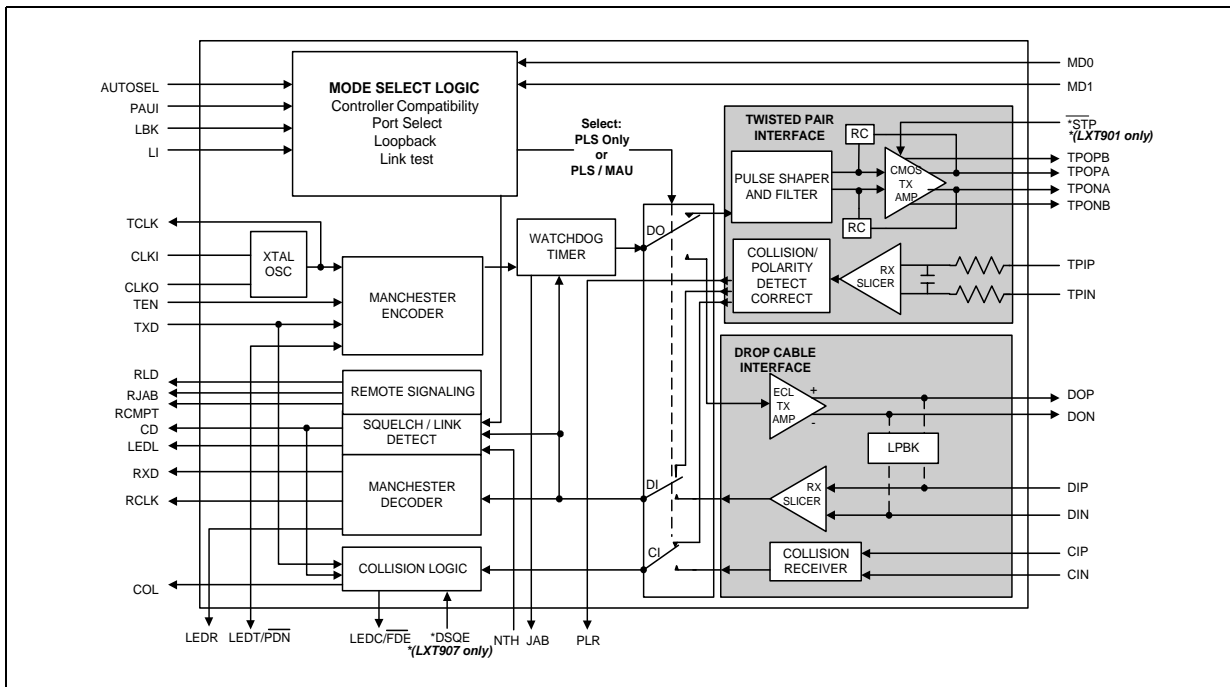 AUTOSEL
PAUI
LBK
LI
MODE SELECT LOGIC
Controller Compatibility
Port Select
Loopback
Link test
Select:
PLS Only
or
PLS / MAU
MD0
MD1
TWISTED PAIR
INTERFACE
PULSE SHAPER
AND FILTER
RC
RC
CMOS
TX
AMP
*STP
*(LXT901 only)
TPOPB
TPOPA
TPONA
TPONB
COLLISION/
POLARITY
DETECT
CORRECT
RX
SLICER
TPIP
TPIN
TCLK
CLKI
CLKO
TEN
TXD
XTAL
OSC
MANCHESTER
ENCODER
WATCHDOG
TIMER
DO
DI
CI
RLD
RJAB
RCMPT
CD
LEDL
RXD
RCLK
COL
REMOTE SIGNALING
SQUELCH / LINK
DETECT
MANCHESTER
DECODER
COLLISION LOGIC
DROP CABLE
INTERFACE
ECL
TX
AMP
+
-
LPBK
RX
SLICER
COLLISION
RECEIVER
DOP
DON
DIP
DIN
CIP
CIN
LEDR
LEDT/PDN
LEDC/FDE
*DSQE
*(LXT907 only)
NTH
JAB
PLR